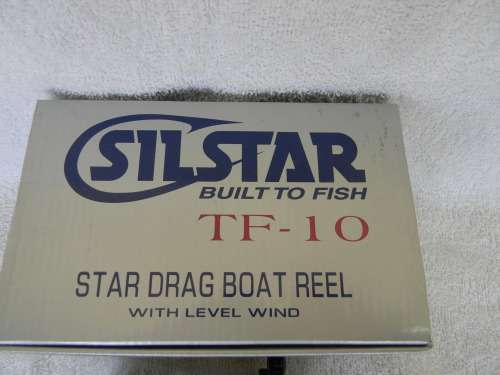 SILSTAR
BUILT TO FISH
TF-10
STAR DRAG BOAT REEL
WITH LEVEL WIND